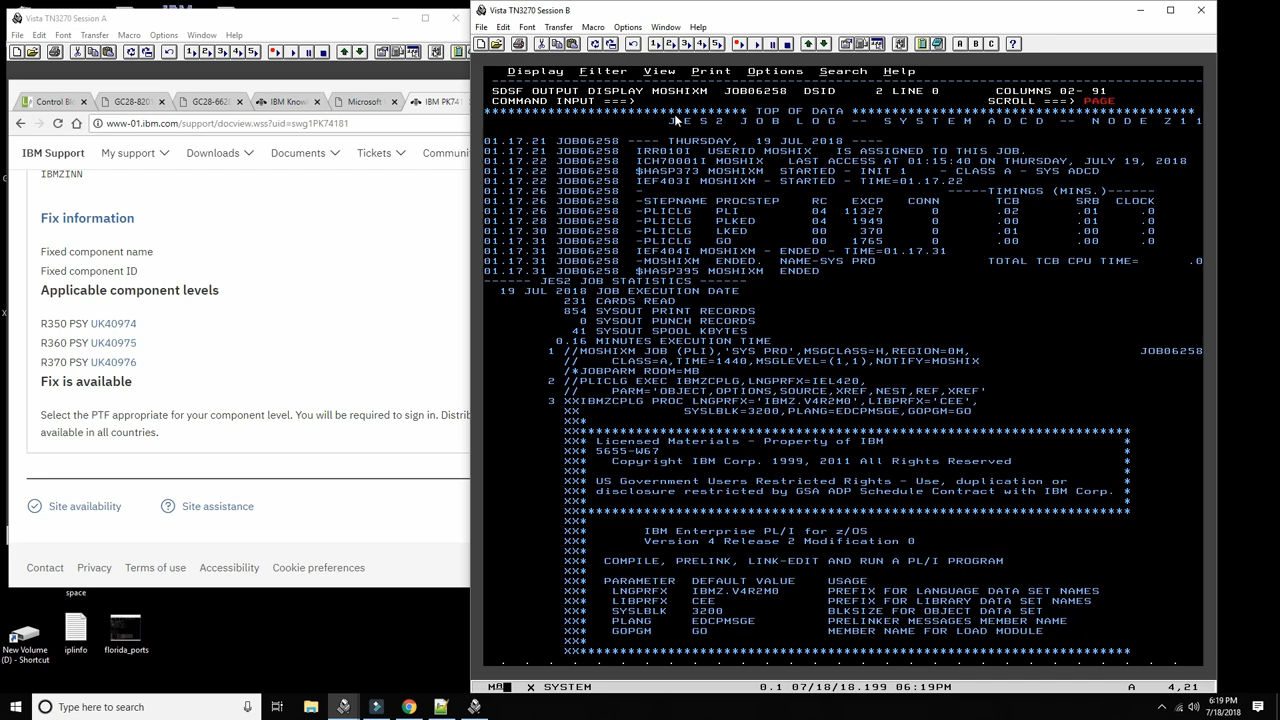 Vista TN3270 Session A
File Edit Font Transfer Macro Options Window Help
Control Bl
GC28-820
GC28-662
IBM Know
Microsoft
IBM PK741
www-01.ibm.com/support/docview.wss?uid=swg1PK74181
IBM Support My support Downloads Documents Tickets Commun
IBMZINN
Fix information
Fixed component name
Fixed component ID
Applicable component levels
R350 PSY UK40974
R360 PSY UK40975
R370 PSY UK40976
Fix is available
Select the PTF appropriate for your component level. You will be required to sign in. Distri
available in all countries.
Site availability Site assistance
Contact Privacy Terms of use Accessibility Cookie preferences
space
New Volume
(D) - Shortcut
iplinfo
florida_ports
Vista TN3270 Session B
File Edit Font Transfer Macro Options Window Help
A B C
Display Filter View Print Options Search Help
SDSF OUTPUT DISPLAY MOSHIXM JOB06258 DSID 2 LINE 0 COLUMNS 02- 91
COMMAND INPUT ===> SCROLL ===> PAGE
********************************* TOP OF DATA *********************************
J E S 2 J O B L O G -- S Y S T E M A D C D -- N O D E Z 1 1
01.17.21 JOB06258 ---- THURSDAY, 19 JUL 2018 ----
01.17.21 JOB06258 IRR010I USERID MOSHIX IS ASSIGNED TO THIS JOB.
01.17.22 JOB06258 ICH70001I MOSHIX LAST ACCESS AT 01:15:40 ON THURSDAY, JULY 19, 2018
01.17.22 JOB06258 $HASP373 MOSHIXM STARTED - INIT 1 - CLASS A - SYS ADCD
01.17.22 JOB06258 IEF403I MOSHIXM - STARTED - TIME=01.17.22
01.17.26 JOB06258 - -----TIMINGS (MINS.)------
01.17.26 JOB06258 -STEPNAME PROCSTEP RC EXCP CONN TCB SRB CLOCK
01.17.26 JOB06258 -PLICLG PLI 04 11327 0 .02 .01 .0
01.17.26 JOB06258 -PLICLG PLKED 04 1949 0 .00 .00 .0
01.17.30 JOB06258 -PLICLG LKED 00 370 0 .01 .00 .0
01.17.31 JOB06258 -PLICLG GO 00 1765 0 .00 .00 .0
01.17.31 JOB06258 IEF404I MOSHIXM - ENDED - TIME=01.17.31
01.17.31 JOB06258 -MOSHIXM ENDED. NAME-SYS PRO TOTAL TCB CPU TIME= .0
01.17.31 JOB06258 $HASP395 MOSHIXM ENDED
------ JES2 JOB STATISTICS ------
19 JUL 2018 JOB EXECUTION DATE
231 CARDS READ
854 SYSOUT PRINT RECORDS
0 SYSOUT PUNCH RECORDS
41 SYSOUT SPOOL KBYTES
0.16 MINUTES EXECUTION TIME
1 //MOSHIXM JOB (PLI),'SYS PRO',MSGCLASS=H,REGION=0M, JOB06258
// CLASS=A,TIME=1440,MSGLEVEL=(1,1),NOTIFY=MOSHIX
/*JOBPARM ROOM=MB
2 //PLICLG EXEC IBMZCPLG,LNGPRFX=IEL420,
// PARM='OBJECT,OPTIONS,SOURCE,XREF,NEST,REF,XREF'
3 XXIBMZCPLG PROC LNGPRFX='IBMZ.V4R2M0',LIBPRFX='CEE',
XX SYSLBLK=3200,PLANG=EDCPMSGE,GOPGM=GO
XX*
XX********************************************************************
XX* Licensed Materials - Property of IBM *
XX* 5655-W67 *
XX* Copyright IBM Corp. 1999, 2011 All Rights Reserved *
XX* *
XX* US Government Users Restricted Rights - Use, duplication or *
XX* disclosure restricted by GSA ADP Schedule Contract with IBM Corp. *
XX* *
XX********************************************************************
XX*
XX* IBM Enterprise PL/I for z/OS
XX* Version 4 Release 2 Modification 0
XX*
XX* COMPILE, PRELINK, LINK-EDIT AND RUN A PL/I PROGRAM
XX*
XX* PARAMETER DEFAULT VALUE USAGE
XX* LNGPRFX IBMZ.V4R2M0 PREFIX FOR LANGUAGE DATA SET NAMES
XX* LIBPRFX CEE PREFIX FOR LIBRARY DATA SET NAMES
XX* SYSLBLK 3200 BLKSIZE FOR OBJECT DATA SET
XX* PLANG EDCPMSGE PRELINKER MESSAGES MEMBER NAME
XX* GOPGM GO MEMBER NAME FOR LOAD MODULE
XX*
XX********************************************************************
MB X SYSTEM 0.1 07/18/18.199 06:19PM A 4,21
Type here to search
6:19 PM
7/18/2018